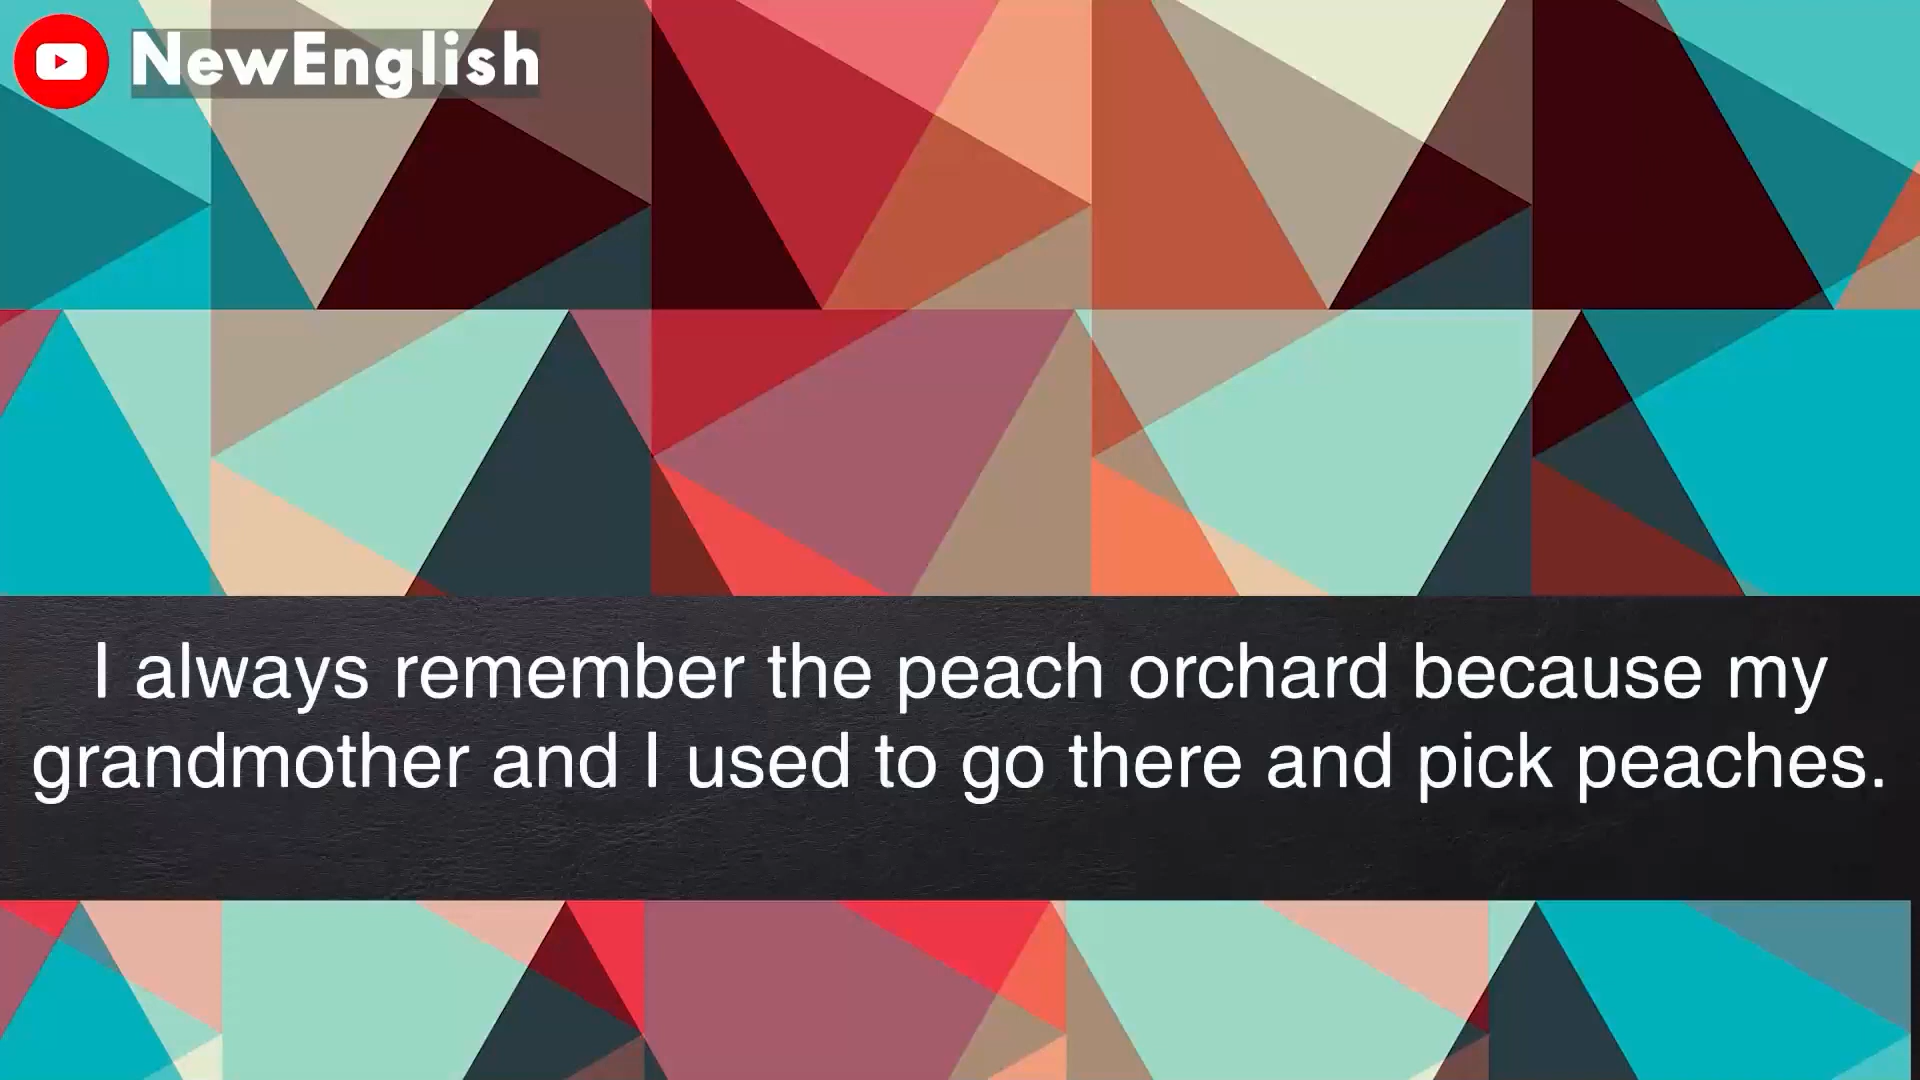 NewEnglish
I always remember the peach orchard because my
grandmother and I used to go there and pick peaches.